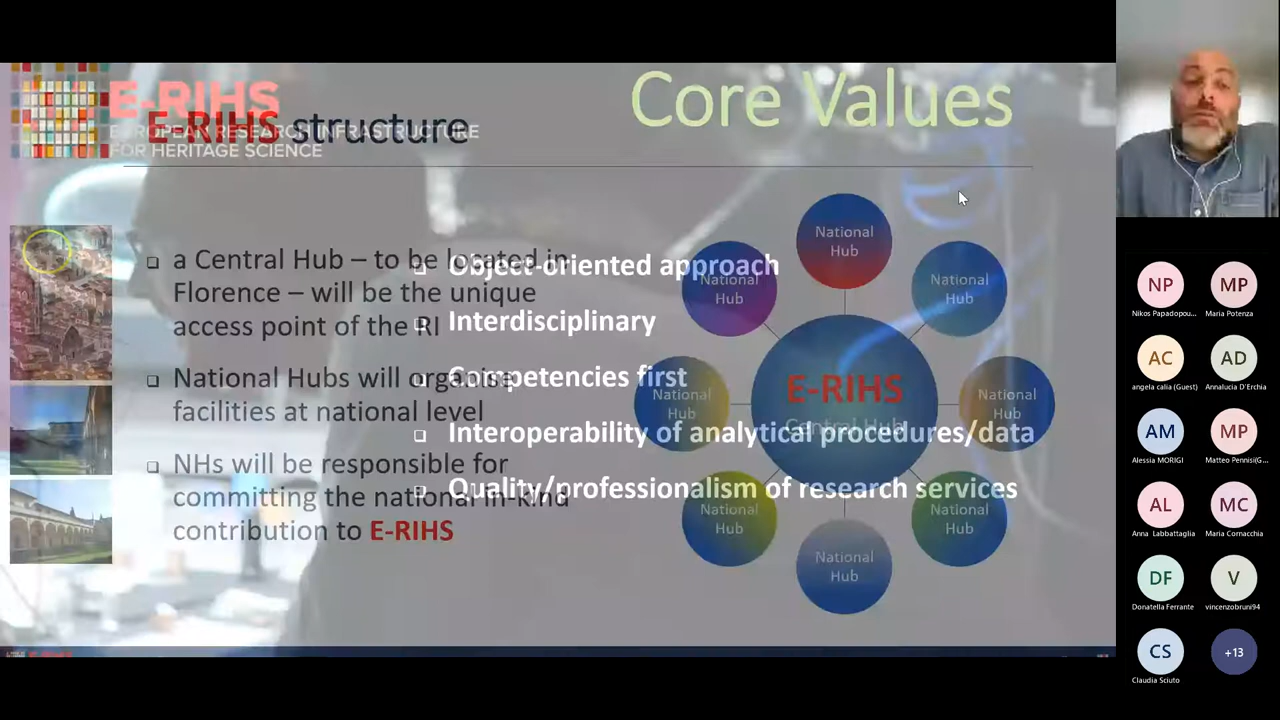 E-RIHS
EUROPEAN RESEARCH INFRASTRUCTURE
FOR HERITAGE SCIENCE
E-RIHS structure
Core Values
a Central Hub – to be located in
Florence – will be the unique
access point of the RI
National Hubs will organise
facilities at national level
NHs will be responsible for
committing the national in-kind
contribution to E-RIHS
Object-oriented approach
Interdisciplinary
Competencies first
Interoperability of analytical procedures/data
Quality/professionalism of research services
National
Hub
National
Hub
National
Hub
National
Hub
E-RIHS
Central Hub
National
Hub
National
Hub
National
Hub
National
Hub
NP
Nikos Papadopou...
MP
Maria Potenza
AC
angela calia (Guest)
AD
Annalucia D'Erchia
AM
Alessia MORIGI
MP
Matteo Pennisi(G...
AL
Anna Labbattaglia
MC
Maria Cornacchia
DF
Donatella Ferrante
V
vincenzobruni94
CS
Claudia Sciuto
+13